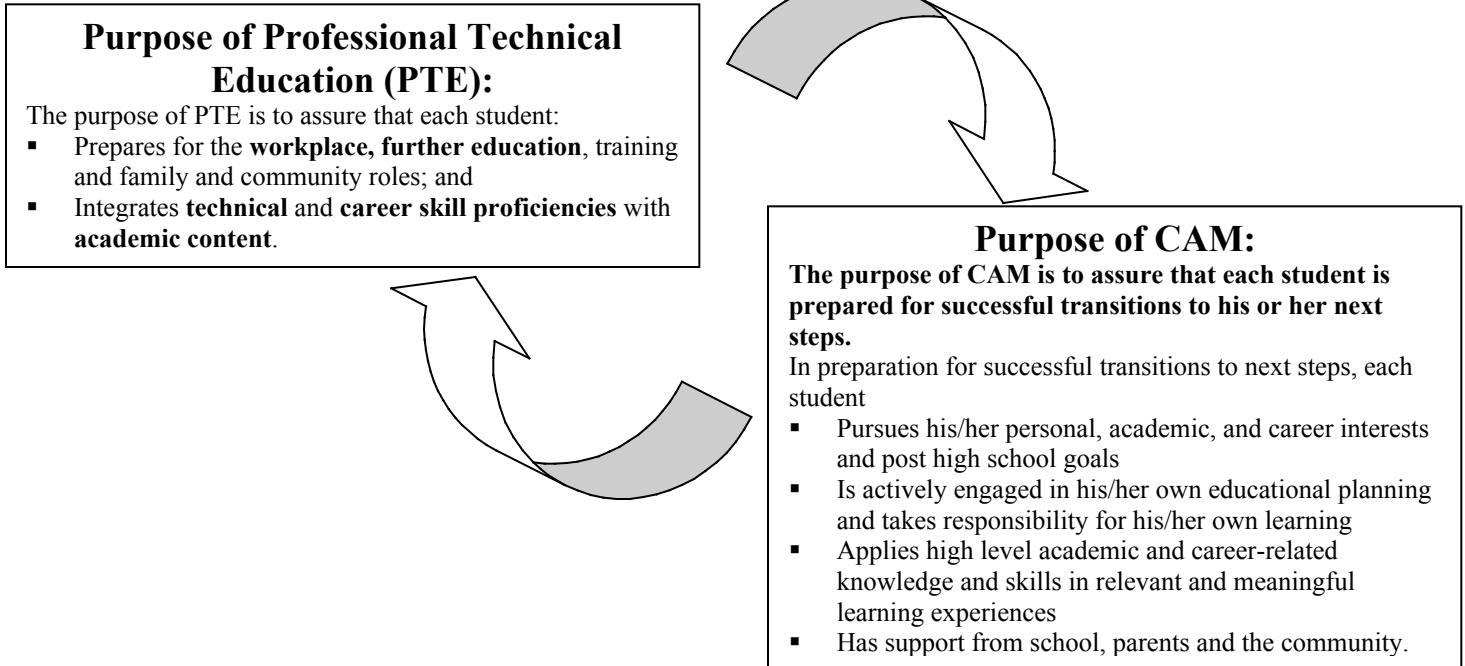 Purpose of Professional Technical
Education (PTE):
The purpose of PTE is to assure that each student:
▪ Prepares for the workplace, further education, training
and family and community roles; and
▪ Integrates technical and career skill proficiencies with
academic content.
Purpose of CAM:
The purpose of CAM is to assure that each student is
prepared for successful transitions to his or her next
steps.
In preparation for successful transitions to next steps, each
student
▪ Pursues his/her personal, academic, and career interests
and post high school goals
▪ Is actively engaged in his/her own educational planning
and takes responsibility for his/her own learning
▪ Applies high level academic and career-related
knowledge and skills in relevant and meaningful
learning experiences
▪ Has support from school, parents and the community.